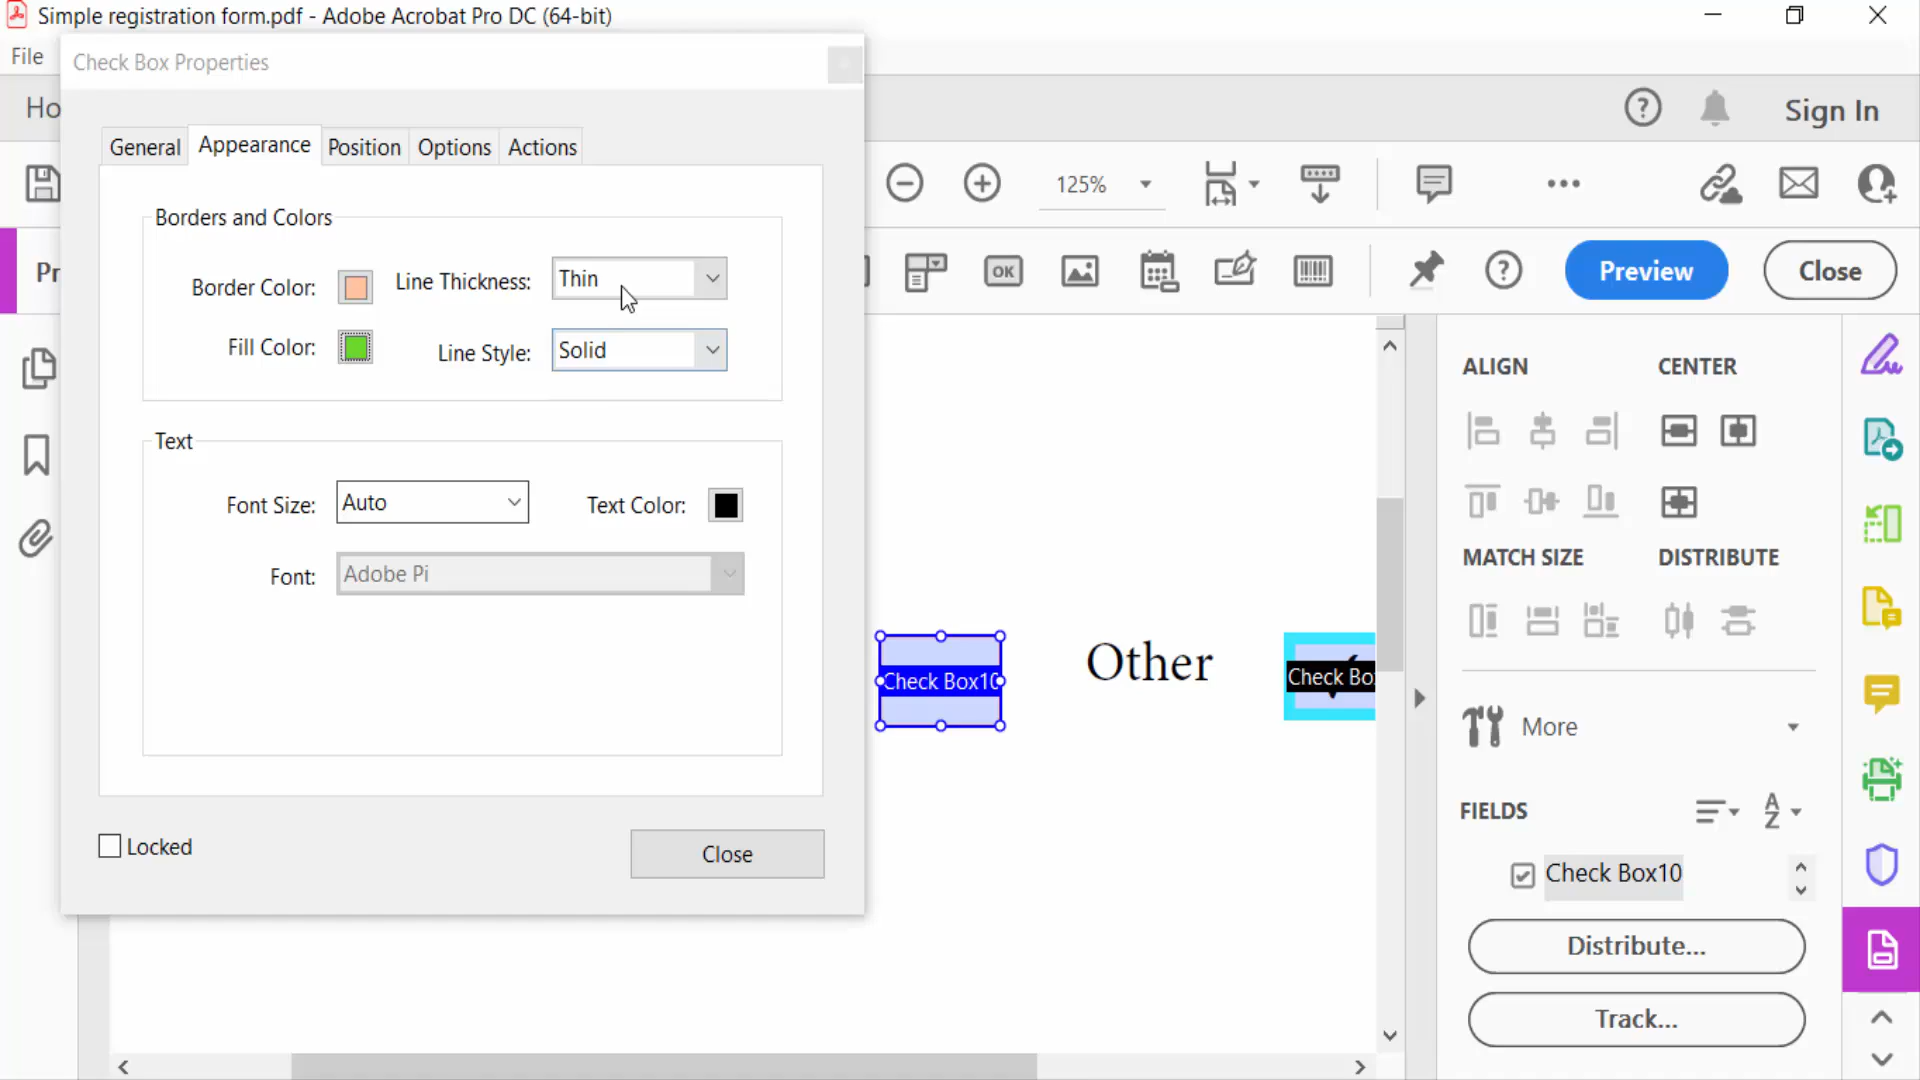 Simple registration form.pdf - Adobe Acrobat Pro DC (64-bit)
File
Check Box Properties
Ho
Sign In
General Appearance Position Options Actions
125%
Borders and Colors
Pr
OK
Preview
Close
Border Color:
Line Thickness: Thin
Fill Color:
Line Style: Solid
ALIGN
CENTER
Text
Font Size: Auto
Text Color:
Font: Adobe Pi
MATCH SIZE
DISTRIBUTE
Check Box10
Other
Check Bo
More
FIELDS
A
Z
Locked
Close
Check Box10
Distribute...
Track...